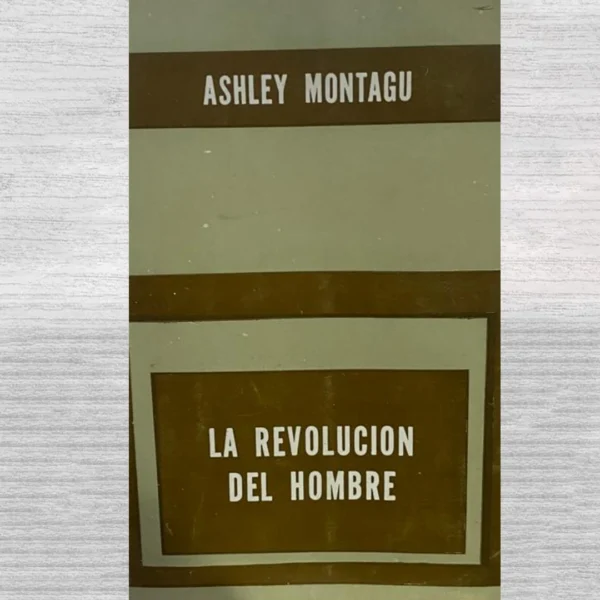 ASHLEY MONTAGU
LA REVOLUCION
DEL HOMBRE